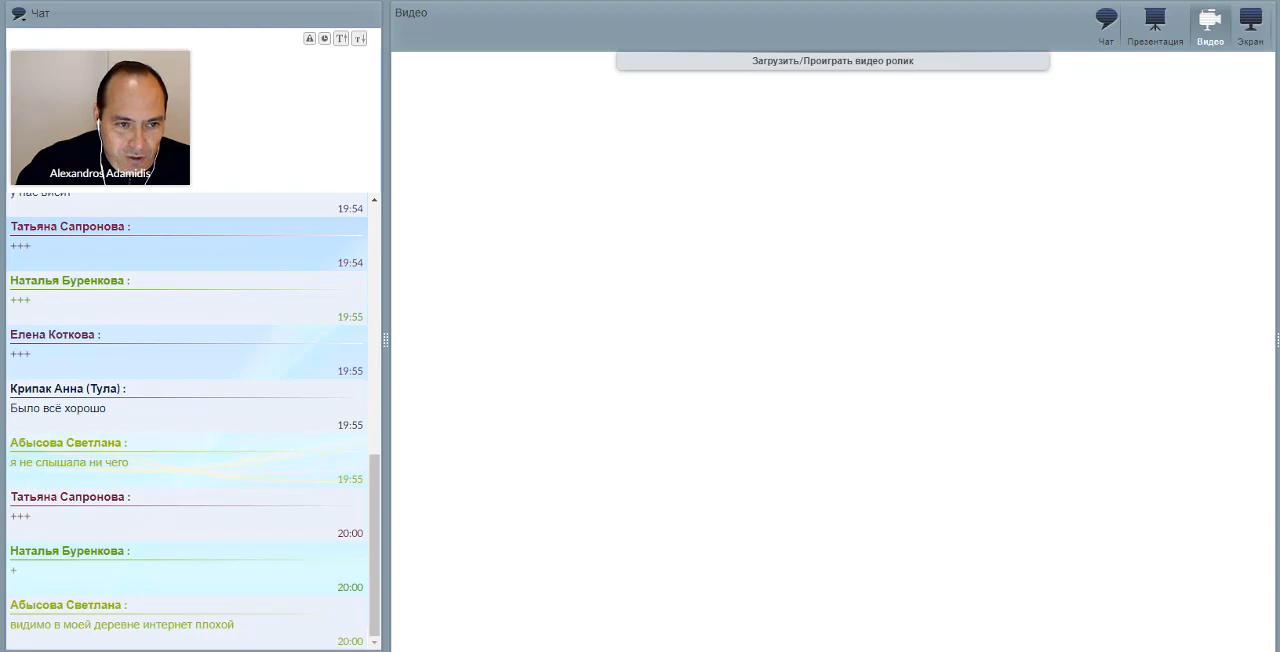 Чат
Видео
Чат
Презентация
Видео
Экран
Загрузить/Проиграть видео ролик
Alexandros Adamidis
у нас висит
19:54
Татьяна Сапронова :
+++
19:54
Наталья Буренкова :
+++
19:55
Елена Коткова :
+++
19:55
Крипак Анна (Тула) :
Было всё хорошо
19:55
Абысова Светлана :
я не слышала ни чего
19:55
Татьяна Сапронова :
+++
20:00
Наталья Буренкова :
+
20:00
Абысова Светлана :
видимо в моей деревне интернет плохой
20:00